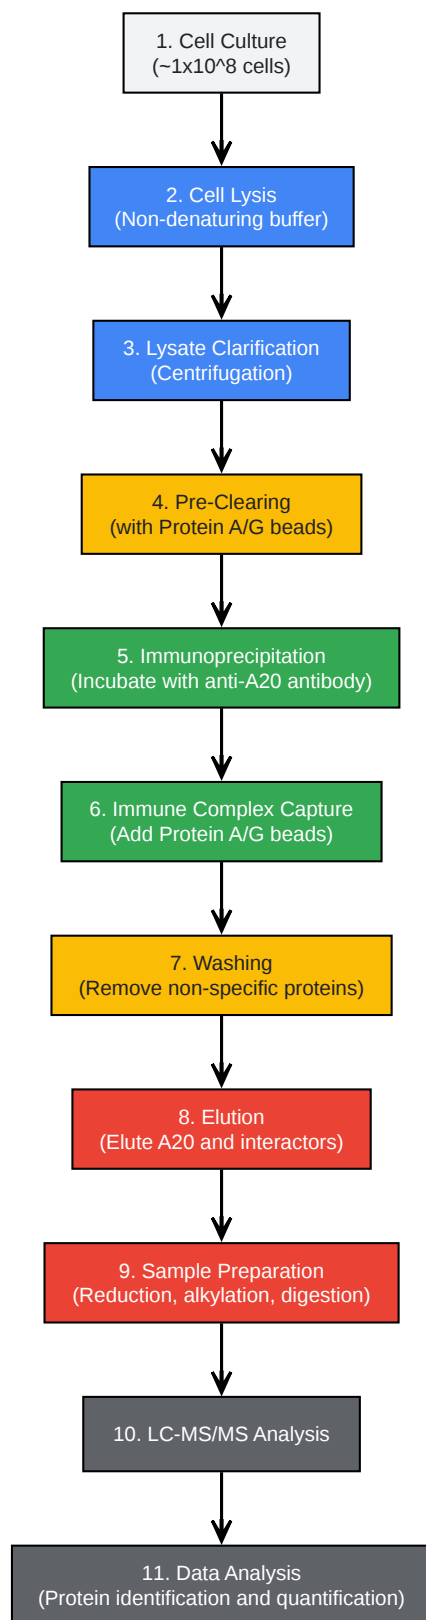 1. Cell Culture
(~1x10^8 cells)
2. Cell Lysis
(Non-denaturing buffer)
3. Lysate Clarification
(Centrifugation)
4. Pre-Clearing
(with Protein A/G beads)
5. Immunoprecipitation
(Incubate with anti-A20 antibody)
6. Immune Complex Capture
(Add Protein A/G beads)
7. Washing
(Remove non-specific proteins)
8. Elution
(Elute A20 and interactors)
9. Sample Preparation
(Reduction, alkylation, digestion)
10. LC-MS/MS Analysis
11. Data Analysis
(Protein identification and quantification)